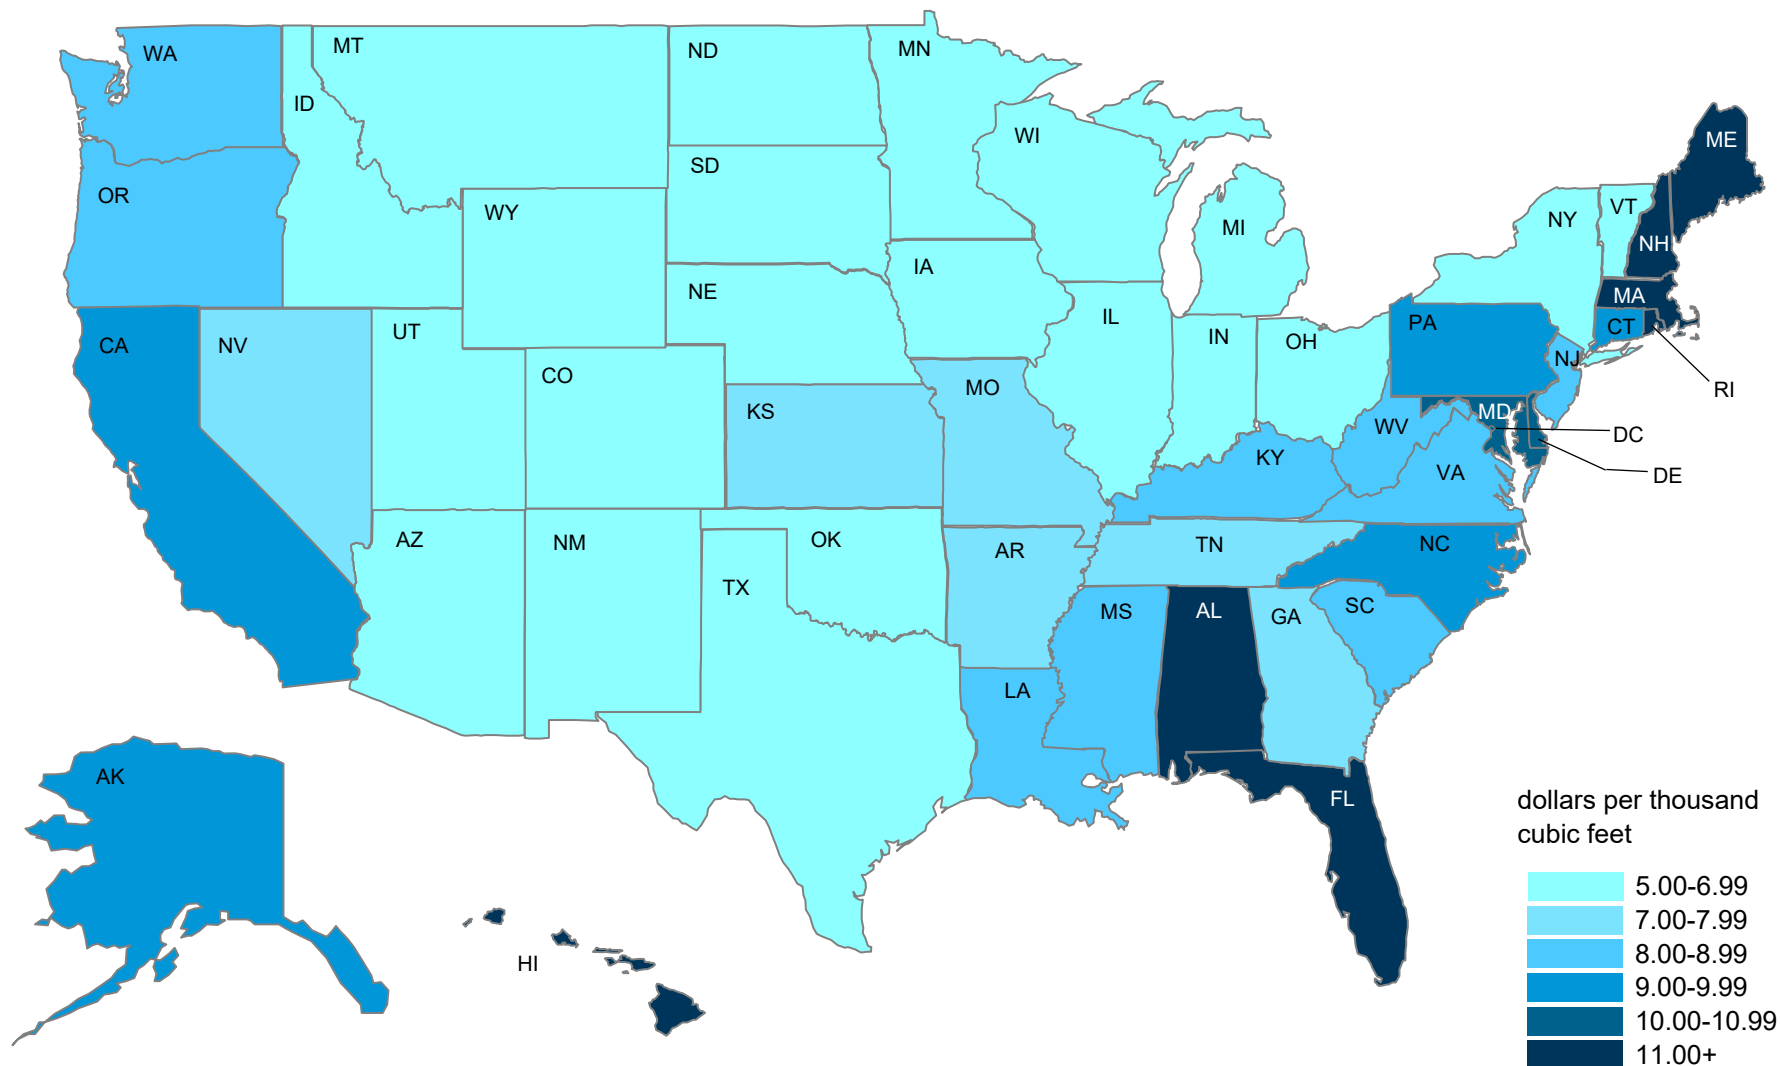 WA
MT
ND
MN
ID
WI
ME
SD
OR
WY
NY
VT
MI
NH
IA
NE
MA
IL
PA
CT
CA
NV
UT
IN
OH
NJ
CO
MO
RI
KS
MD
WV
DC
KY
VA
DE
AZ
NM
OK
AR
TN
NC
TX
MS
AL
GA
SC
LA
AK
FL
HI
dollars per thousand
cubic feet
5.00-6.99
7.00-7.99
8.00-8.99
9.00-9.99
10.00-10.99
11.00+